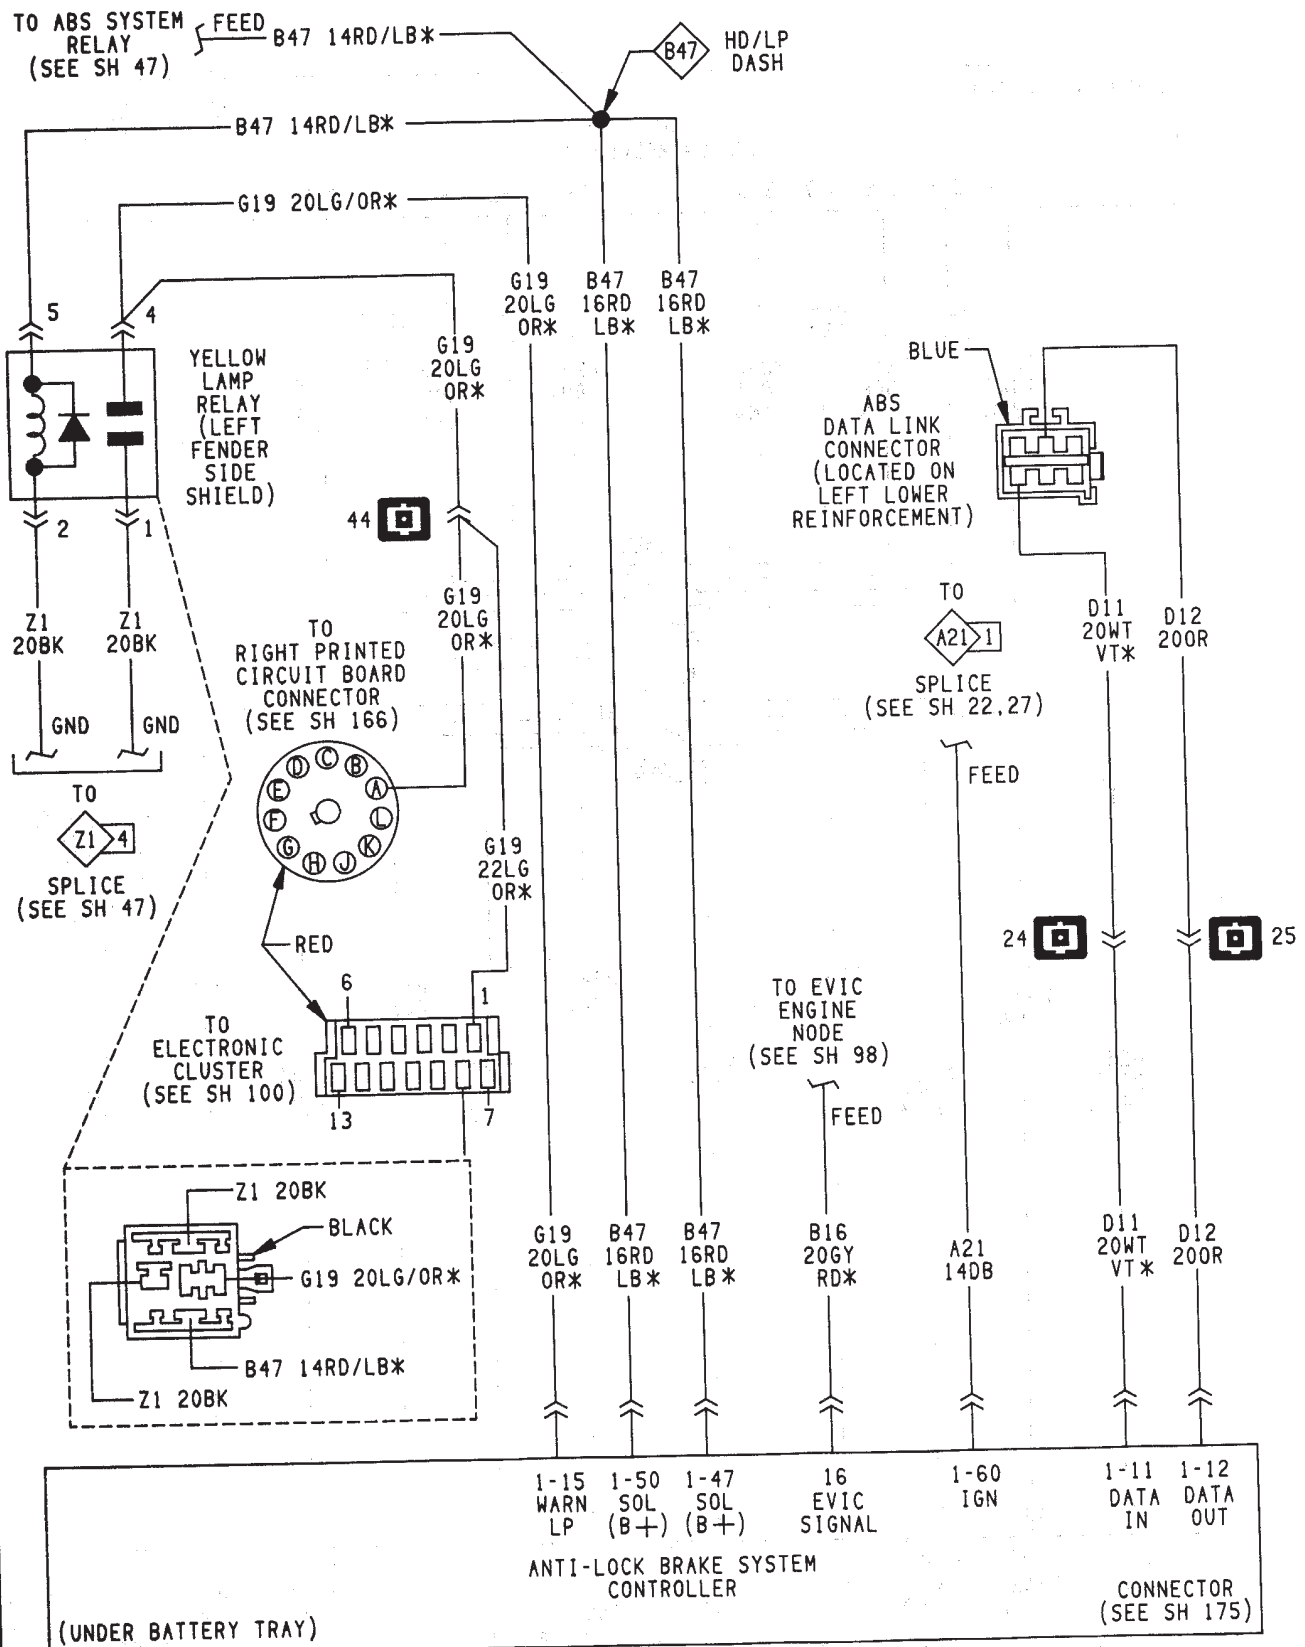 TO ABS SYSTEM
RELAY
(SEE SH 47)
FEED
B47 14RD/LB*
B47
HD/LP
DASH
B47 14RD/LB*
G19 20LG/OR*
G19
20LG
OR*
B47
16RD
LB*
B47
16RD
LB*
5
4
YELLOW
LAMP
RELAY
(LEFT
FENDER
SIDE
SHIELD)
G19
20LG
OR*
BLUE
ABS
DATA LINK
CONNECTOR
(LOCATED ON
LEFT LOWER
REINFORCEMENT)
2
1
44
Z1
20BK
Z1
20BK
G19
20LG
OR*
TO
RIGHT PRINTED
CIRCUIT BOARD
CONNECTOR
(SEE SH 166)
TO
A21 1
SPLICE
(SEE SH 22,27)
FEED
D11
20WT
VT*
D12
20OR
GND
GND
TO
Z1 4
SPLICE
(SEE SH 47)
A
B
C
D
E
F
G
H
J
K
L
G19
22LG
OR*
RED
24
25
6
1
TO
ELECTRONIC
CLUSTER
(SEE SH 100)
13
7
TO EVIC
ENGINE
NODE
(SEE SH 98)
FEED
Z1 20BK
BLACK
G19 20LG/OR*
B47 14RD/LB*
Z1 20BK
G19
20LG
OR*
B47
16RD
LB*
B47
16RD
LB*
B16
20GY
RD*
A21
14DB
D11
20WT
VT*
D12
20OR
1-15
WARN
LP
1-50
SOL
(B+)
1-47
SOL
(B+)
16
EVIC
SIGNAL
1-60
IGN
1-11
DATA
IN
1-12
DATA
OUT
ANTI-LOCK BRAKE SYSTEM
CONTROLLER
CONNECTOR
(SEE SH 175)
(UNDER BATTERY TRAY)